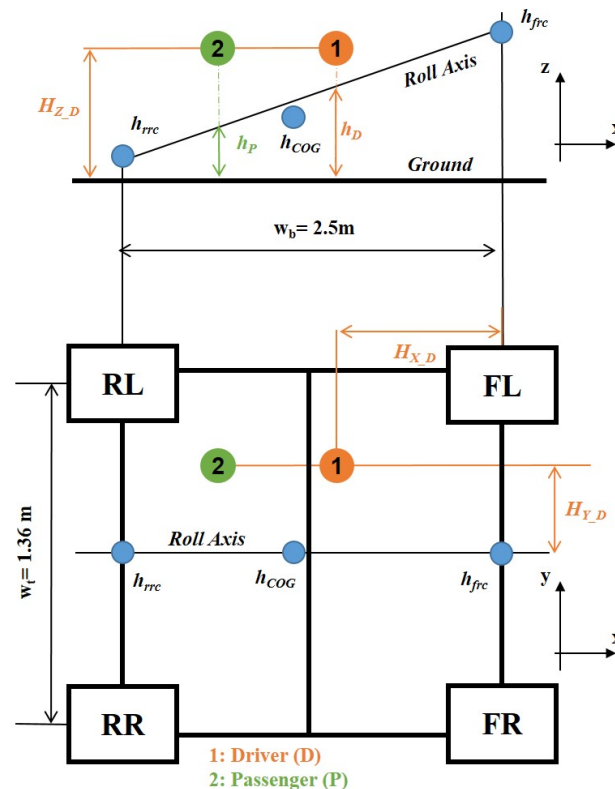 h_frc
2
1
Roll Axis
z
H_Z_D
h_rrc
h_P
h_COG
h_D
x
Ground
w_b= 2.5m
H_X_D
RL
FL
2
1
H_Y_D
w_t= 1.36 m
Roll Axis
h_rrc
h_COG
h_frc
y
x
RR
FR
1: Driver (D)
2: Passenger (P)